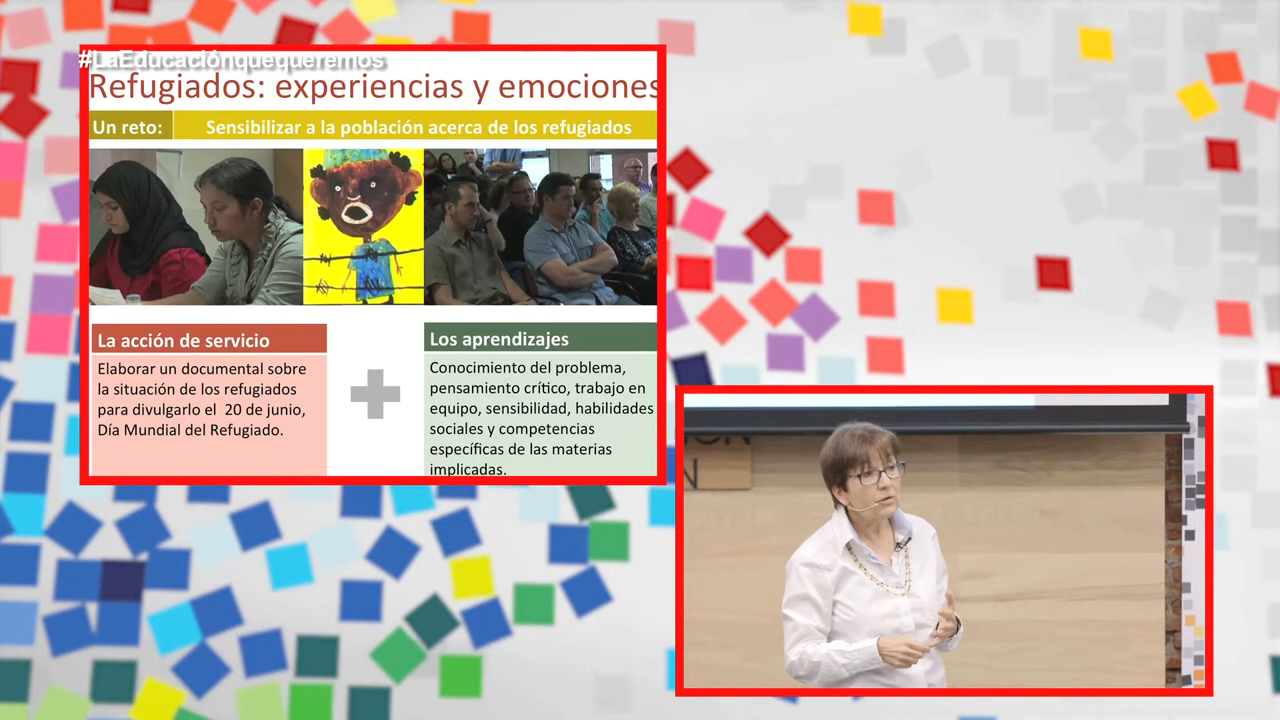 #LaEducaciónquequeremos
Refugiados: experiencias y emociones
Un reto: Sensibilizar a la población acerca de los refugiados
La acción de servicio
Elaborar un documental sobre
la situación de los refugiados
para divulgarlo el 20 de junio,
Día Mundial del Refugiado.
Los aprendizajes
Conocimiento del problema,
pensamiento crítico, trabajo en
equipo, sensibilidad, habilidades
sociales y competencias
específicas de las materias
implicadas.